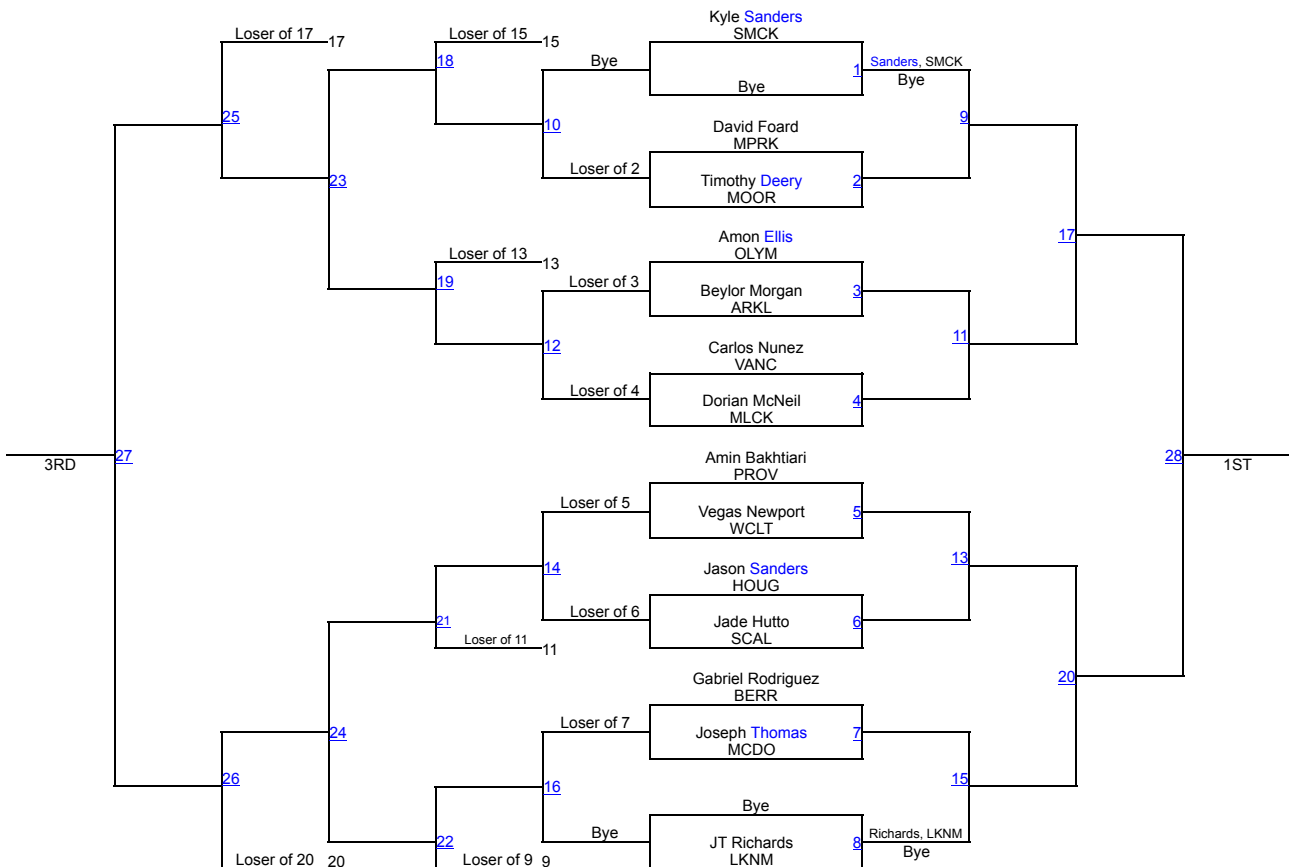 Kyle Sanders
Loser of 17 17 Loser of 15 15 SMCK
18 Bye 1 Sanders, SMCK
Bye Bye
25 10 David Foard 9
MPRK
23 Loser of 2 Timothy Deery 2
MOOR
Amon Ellis 17
Loser of 13 13 OLYM
19 Loser of 3 Beylor Morgan 3
ARKL
12 Carlos Nunez 11
VANC
Loser of 4 Dorian McNeil 4
MLCK
27 Amin Bakhtiari 28
3RD PROV 1ST
Loser of 5 Vegas Newport 5
WCLT
14 Jason Sanders 13
HOUG
21 Loser of 6 Jade Hutto 6
Loser of 11 11 SCAL
Gabriel Rodriguez 20
BERR
24 Loser of 7 Joseph Thomas 7
MCDO
26 16 Bye 15
22 Bye JT Richards 8 Richards, LKNM
Loser of 20 20 Loser of 9 9 LKNM Bye